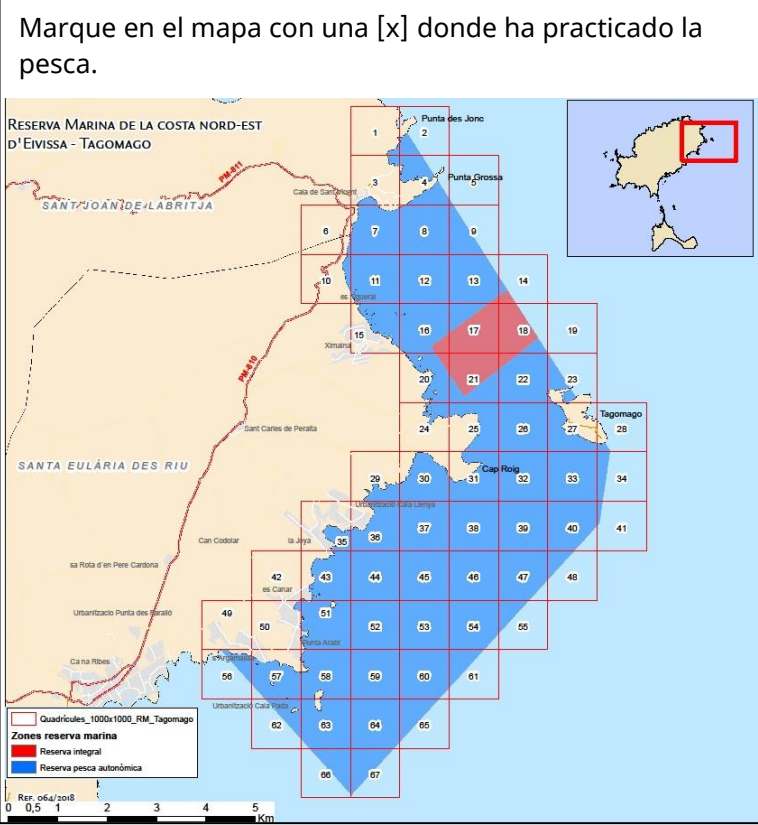 Marque en el mapa con una [x] donde ha practicado la
pesca.
RESERVA MARINA DE LA COSTA NORD-EST
D'EIVISSA - TAGOMAGO
Punta des Jonc
1
2
PM-811
Punta Grossa
3
4
5
Cala de Sant Vicent
SANT JOAN DE LABRITJA
6
7
8
9
10
11
12
13
14
es Figueral
15
16
17
18
19
Ximaina
PM-810
20
21
22
23
Tagomago
24
25
26
27
28
Sant Carles de Peralta
SANTA EULÀRIA DES RIU
Cap Roig
29
30
31
32
33
34
Urbanització Cala Llenya
35
36
37
38
39
40
41
Can Codolar
la Joya
sa Rota d'en Pere Cardona
42
43
44
45
46
47
48
es Canar
Urbanització Punta des Faralló
49
50
51
52
53
54
55
Punta Arabí
s'Argamassa
Ca na Ribes
56
57
58
59
60
61
Urbanització Cala Pada
62
63
64
65
66
67
Quadrícules_1000x1000_RM_Tagomago
Zones reserva marina
Reserva integral
Reserva pesca autonòmica
REF. 064/2018
0 0,5 1 2 3 4 5
Km